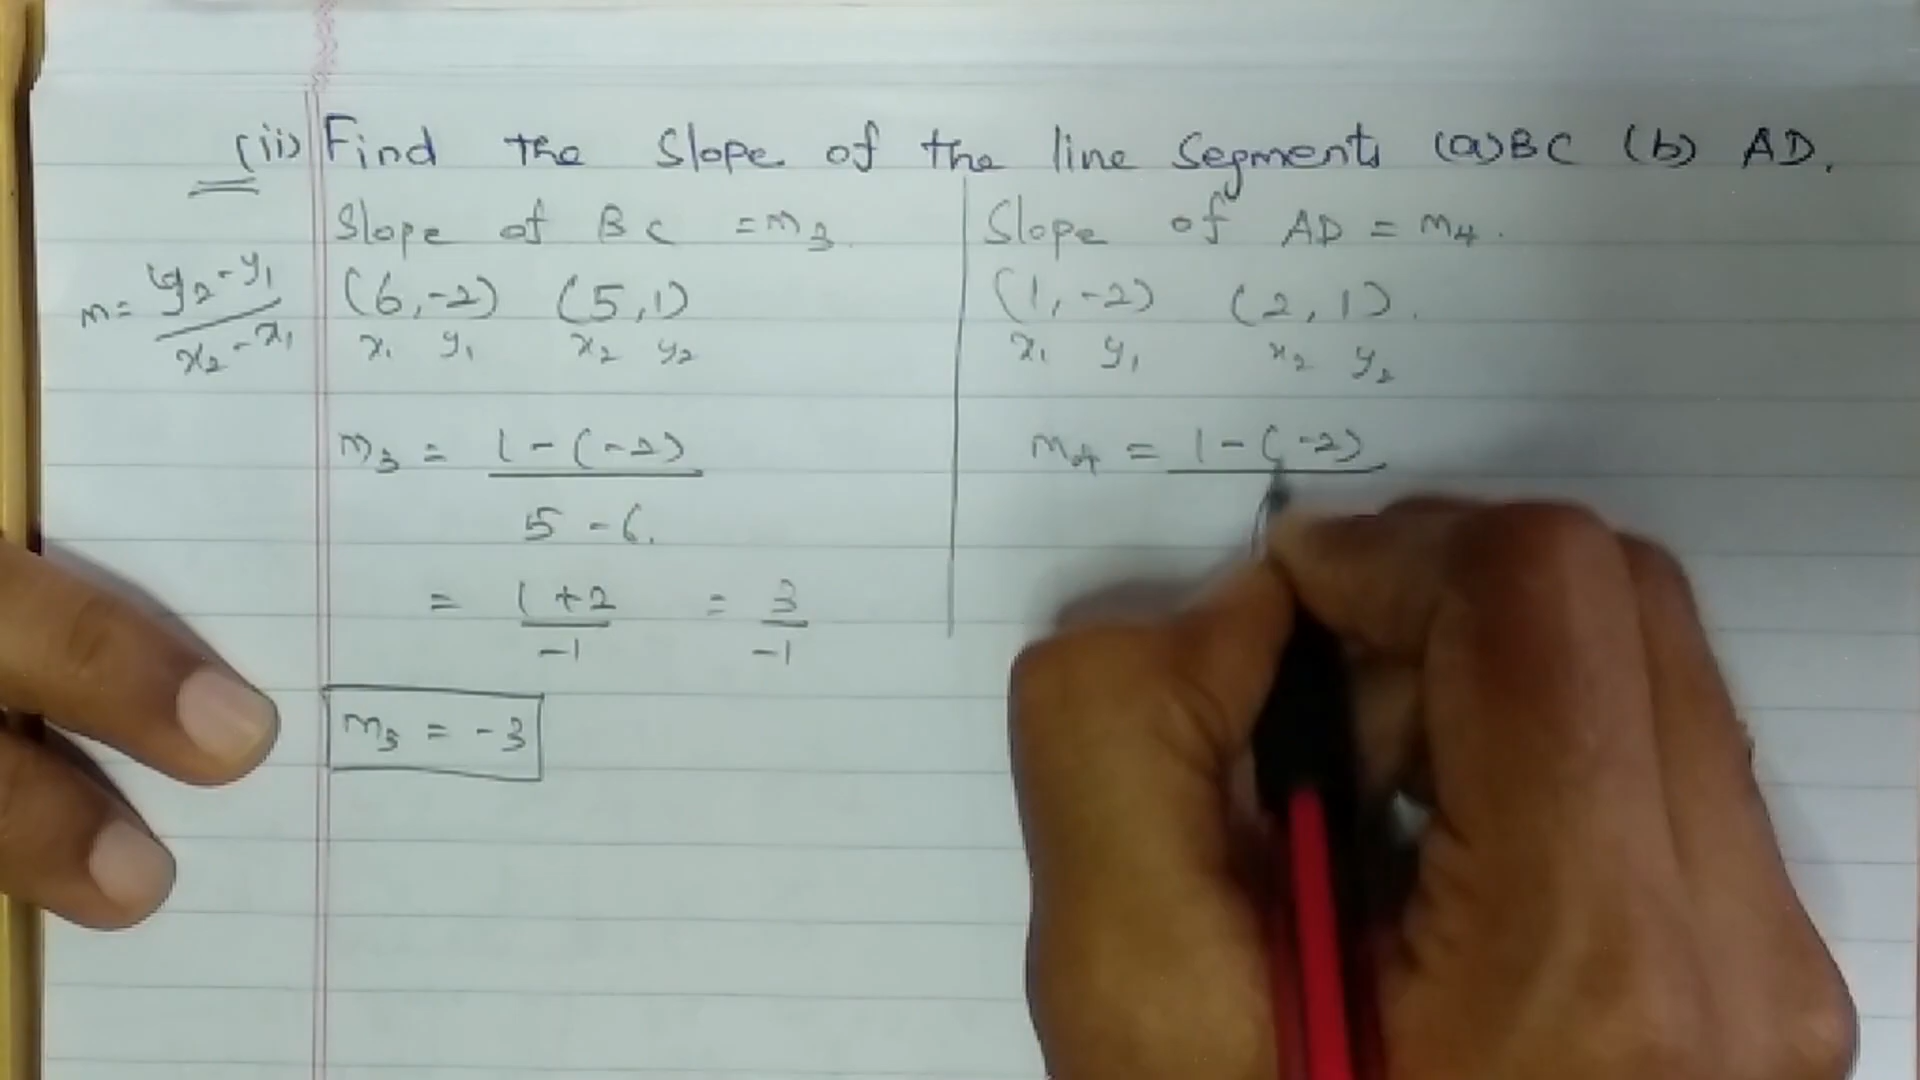 (ii) Find the Slope of the line Segments (a) BC (b) AD.
m = y2 - y1 / x2 - x1
Slope of BC = m3.
(6, -2) (5, 1)
x1 y1 x2 y2
m3 = 1 - (-2) / 5 - 6.
= 1 + 2 / -1 = 3 / -1
m3 = -3
Slope of AD = m4.
(1, -2) (2, 1).
x1 y1 x2 y2
m4 = 1 - (-2)